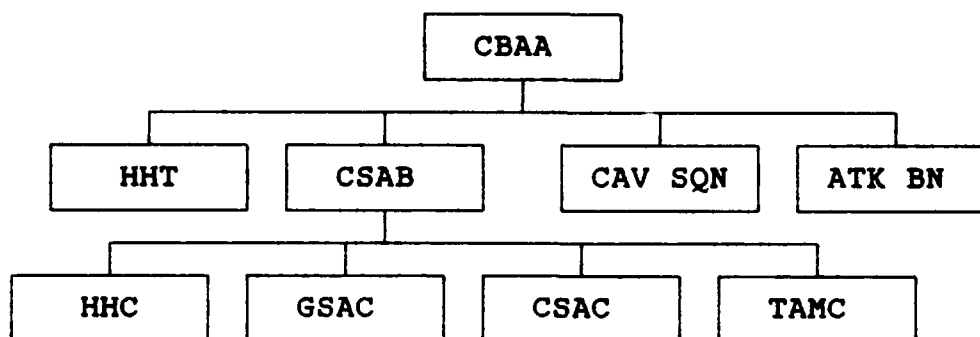 CBAA
HHT CSAB CAV SQN ATK BN
HHC GSAC CSAC TAMC